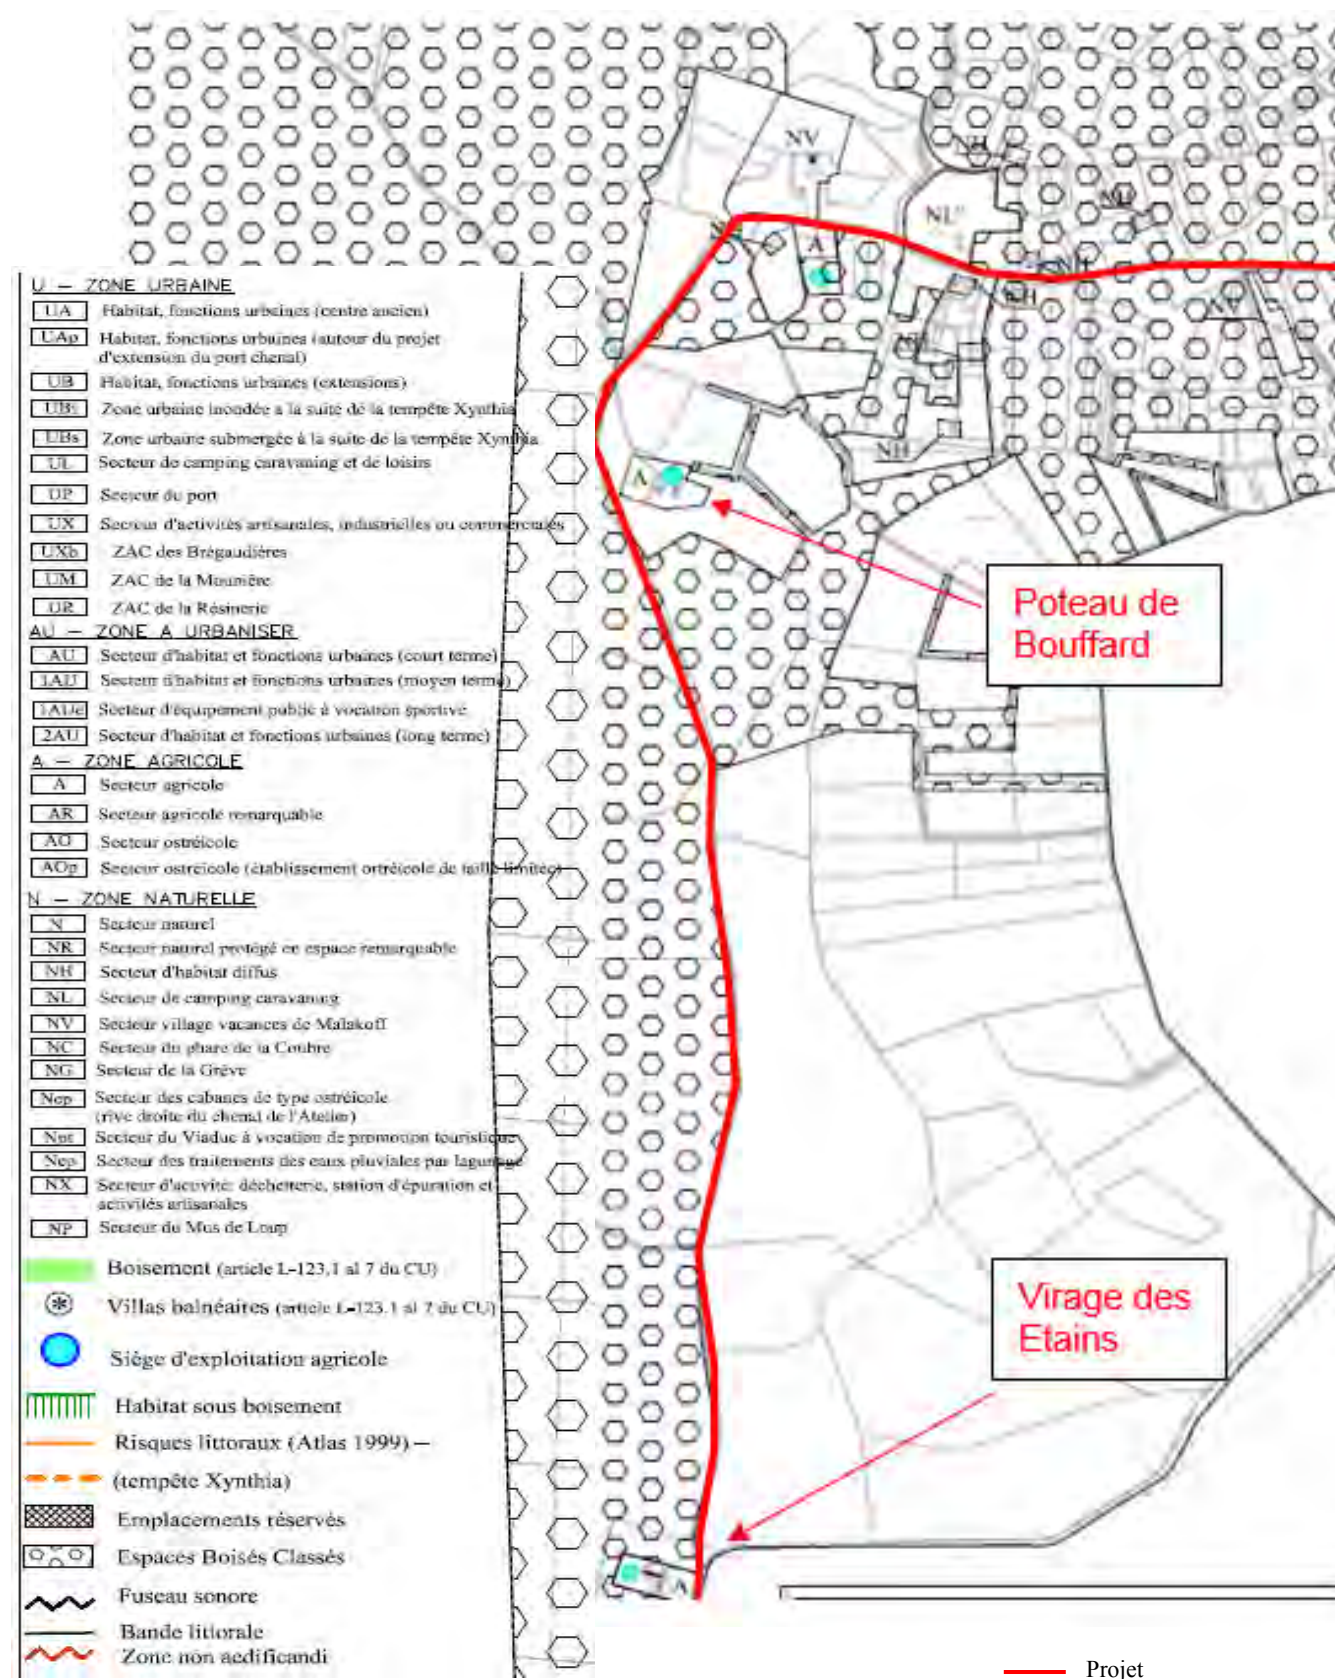 U — ZONE URBAINE
UA Habitat, fonctions urbaines (centre ancien)
UAp Habitat, fonctions urbaines (autour du projet
d'extension du port chenal)
UB Habitat, fonctions urbaines (extensions)
UBi Zone urbaine inondée à la suite de la tempête Xynthia
UBs Zone urbaine submergée à la suite de la tempête Xynthia
UL Secteur de camping caravaning et de loisirs
UP Secteur du port
UX Secteur d'activités artisanales, industrielles ou commerciales
UXb ZAC des Brégaudières
UM ZAC de la Mounière
UR ZAC de la Résinerie
AU — ZONE A URBANISER
AU Secteur d'habitat et fonctions urbaines (court terme)
1AU Secteur d'habitat et fonctions urbaines (moyen terme)
1AUe Secteur d'équipement public à vocation sportive
2AU Secteur d'habitat et fonctions urbaines (long terme)
A — ZONE AGRICOLE
A Secteur agricole
AR Secteur agricole remarquable
AO Secteur ostréicole
AOp Secteur ostréicole (établissement ortréicole de taille limitée)
N — ZONE NATURELLE
N Secteur naturel
NR Secteur naturel protégé en espace remarquable
NH Secteur d'habitat diffus
NL Secteur de camping caravaning
NV Secteur village vacances de Malakoff
NC Secteur du phare de la Coubre
NG Secteur de la Grève
Secteur des cabanes de type ostréicole
(rive droite du chenal de l'Atelier)
Secteur du Viaduc à vocation de promotion touristique
Nep Secteur des traitements des eaux pluviales par lagunage
NX Secteur d'activité: déchetterie, station d'épuration et
activités artisanales
NP Secteur du Mus de Loup
Boisement (article L-123.1 al 7 du CU)
Villas balnéaires (article L-123.1 al 7 du CU)
Siège d'exploitation agricole
Habitat sous boisement
Risques littoraux (Atlas 1999) —
(tempête Xynthia)
Emplacements réservés
Espaces Boisés Classés
Fuseau sonore
Bande littorale
Zone non aedificandi
NV
NH
NL
NH
A
NH
NH
NV
NH
A
NH
Poteau de
Bouffard
Virage des
Etains
A
Projet